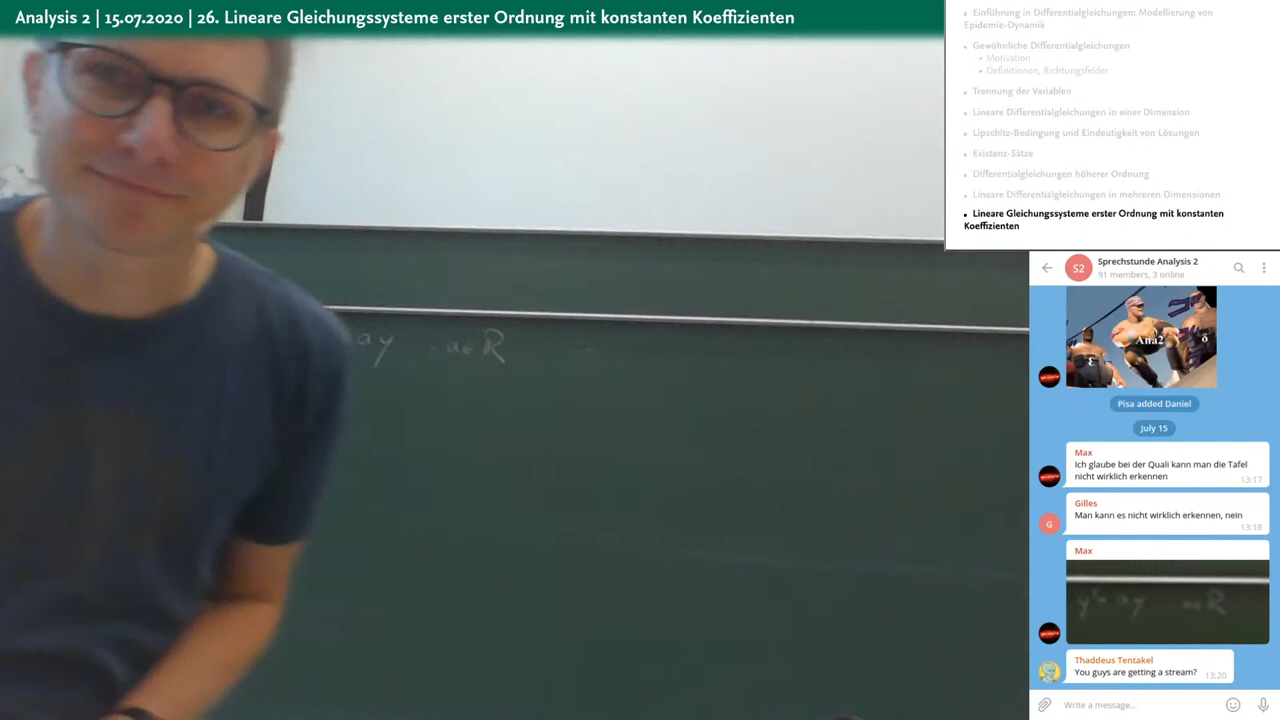 Analysis 2 | 15.07.2020 | 26. Lineare Gleichungssysteme erster Ordnung mit konstanten Koeffizienten
• Einführung in Differentialgleichungen: Modellierung von
Epidemie-Dynamik
• Gewöhnliche Differentialgleichungen
• Motivation
• Definitionen, Richtungsfelder
• Trennung der Variablen
• Lineare Differentialgleichungen in einer Dimension
• Lipschitz-Bedingung und Eindeutigkeit von Lösungen
• Existenz-Sätze
• Differentialgleichungen höherer Ordnung
• Lineare Differentialgleichungen in mehreren Dimensionen
• Lineare Gleichungssysteme erster Ordnung mit konstanten
Koeffizienten
ay a∈R
S2
Sprechstunde Analysis 2
91 members, 3 online
Ana2
ε
δ
Pisa added Daniel
July 15
Max
Ich glaube bei der Quali kann man die Tafel
nicht wirklich erkennen
13:17
Gilles
G
Man kann es nicht wirklich erkennen, nein
13:18
Max
y'= ay a∈R
Thaddeus Tentakel
You guys are getting a stream?
13:20
Write a message...